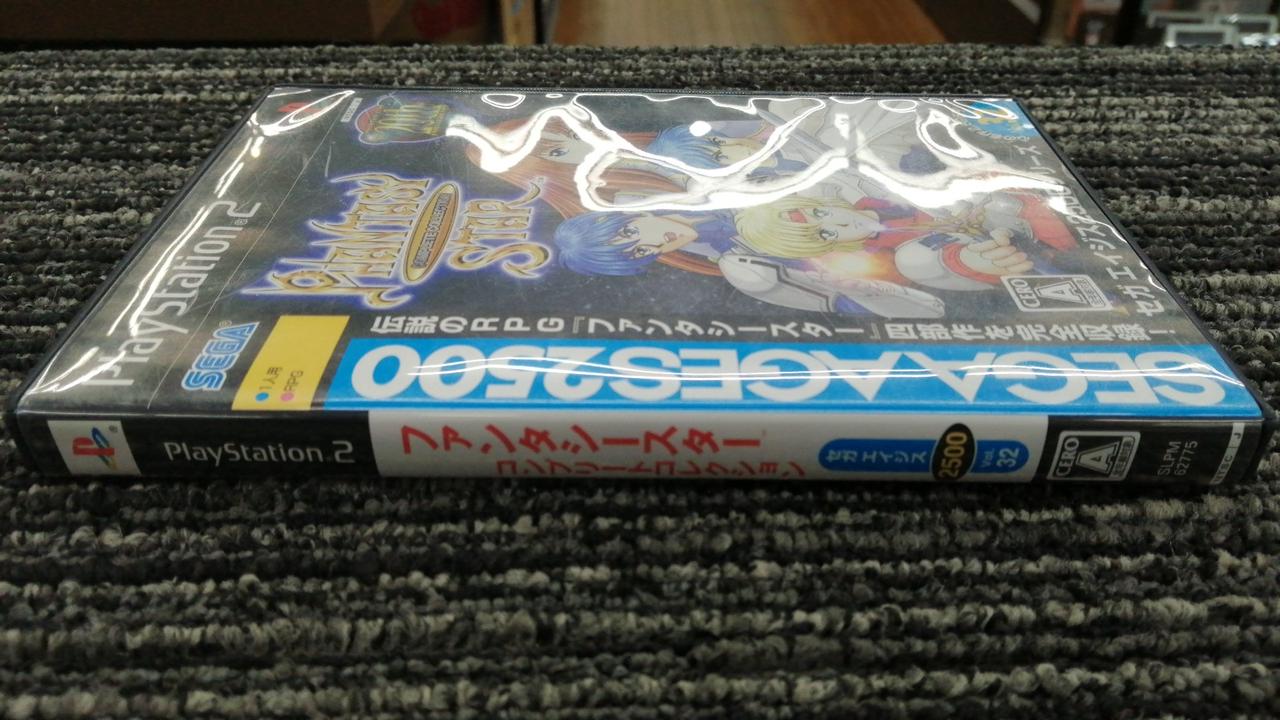 PlayStation 2
PHANTASY
COMPLETE COLLECTION
STAR
SEGA
1人用
RPG
伝説のRPG『ファンタシースター』四部作を完全収録!
SEGA AGES 2500
セガ エイジス
シリーズ
CERO
A
PlayStation 2
ファンタシースター
コンプリートコレクション
セガ エイジス
2500
Vol.
32
CERO
A
SLPM
62775
NTSC J